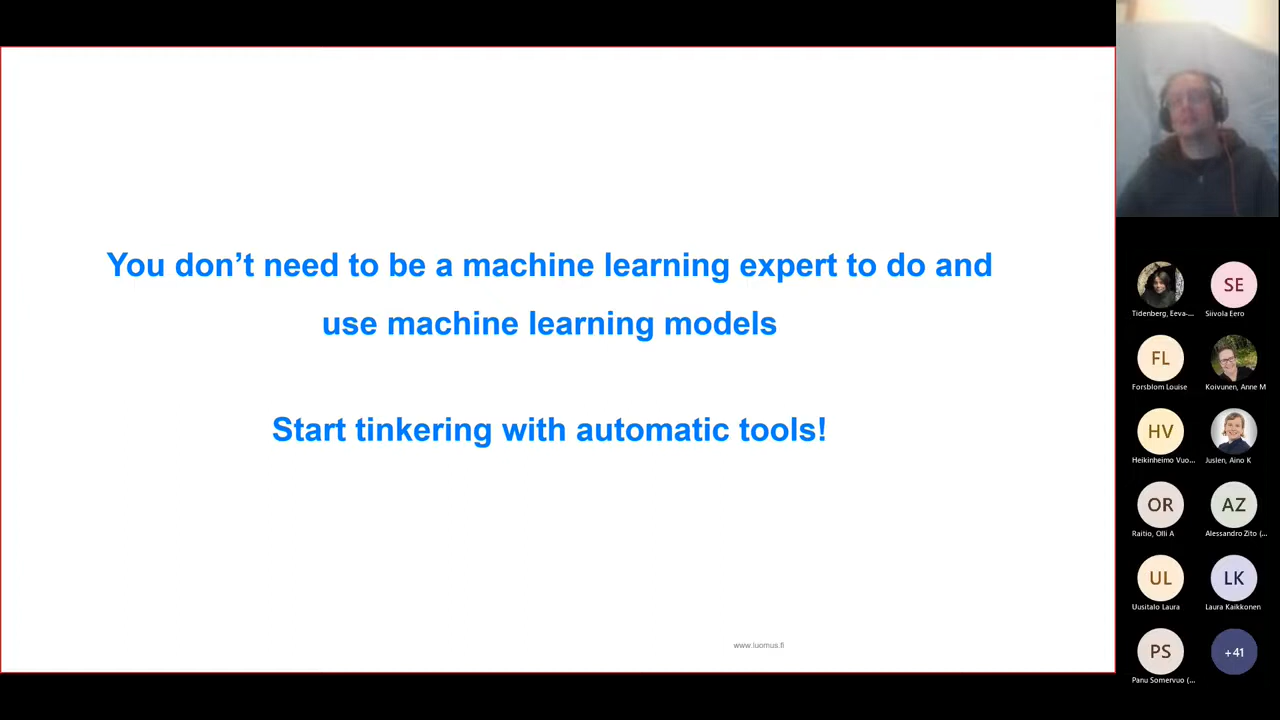 You don’t need to be a machine learning expert to do and
use machine learning models
Start tinkering with automatic tools!
www.luomus.fi
SE
Tidenberg, Eeva-...
Siivola Eero
FL
Forsblom Louise
Koivunen, Anne M
HV
Heikinheimo Vuo...
Juslen, Aino K
OR
AZ
Raitio, Olli A
Alessandro Zito (...
UL
LK
Uusitalo Laura
Laura Kaikkonen
PS
+41
Panu Somervuo (...